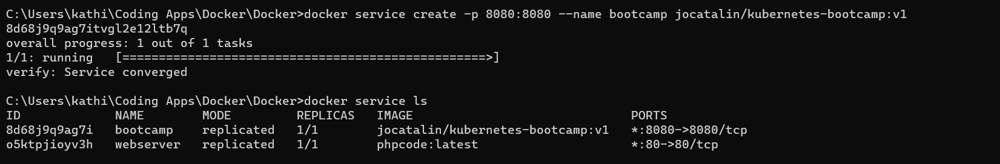 C:\Users\kathi\Coding Apps\Docker\Docker>docker service create -p 8080:8080 --name bootcamp jocatalin/kubernetes-bootcamp:v1
8d68j9q9ag7itvgl2e12ltb7q
overall progress: 1 out of 1 tasks
1/1: running   [==================================================>]
verify: Service converged
C:\Users\kathi\Coding Apps\Docker\Docker>docker service ls
ID             NAME        MODE         REPLICAS   IMAGE                              PORTS
8d68j9q9ag7i   bootcamp    replicated   1/1        jocatalin/kubernetes-bootcamp:v1   *:8080->8080/tcp
o5ktpjioyv3h   webserver   replicated   1/1        phpcode:latest                     *:80->80/tcp